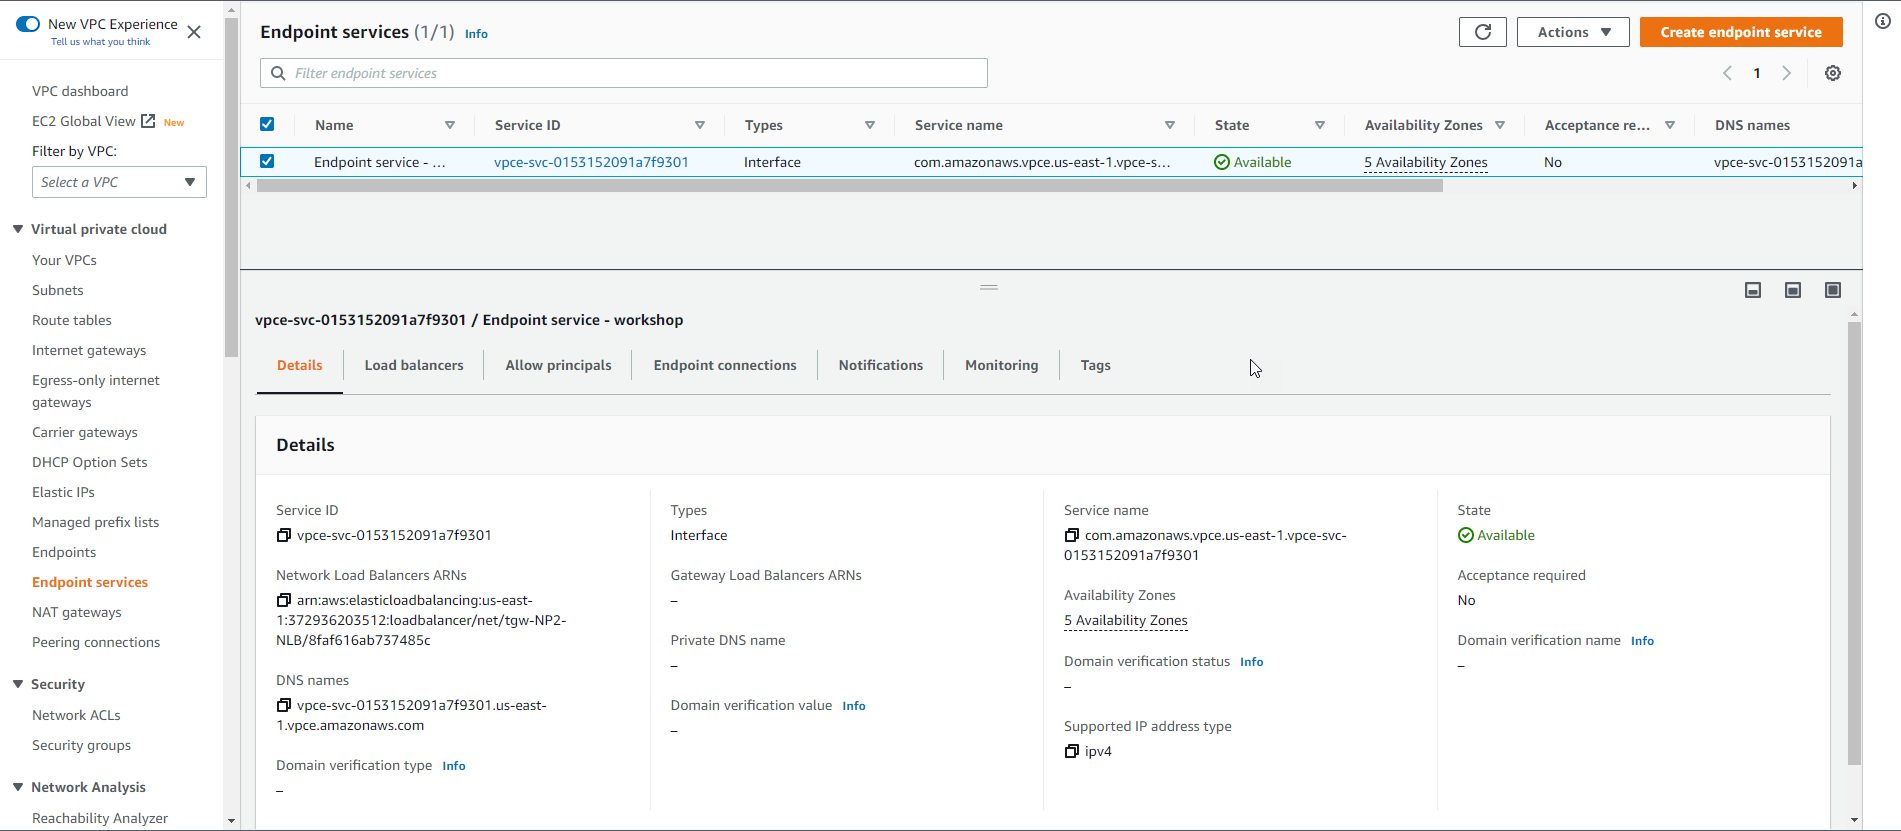 New VPC Experience
Tell us what you think
VPC dashboard
EC2 Global View New
Filter by VPC:
Select a VPC
Virtual private cloud
Your VPCs
Subnets
Route tables
Internet gateways
Egress-only internet
gateways
Carrier gateways
DHCP Option Sets
Elastic IPs
Managed prefix lists
Endpoints
Endpoint services
NAT gateways
Peering connections
Security
Network ACLs
Security groups
Network Analysis
Reachability Analyzer
Endpoint services (1/1) Info
Actions
Create endpoint service
Filter endpoint services
1
Name Service ID Types Service name State Availability Zones Acceptance re... DNS names
Endpoint service - ... vpce-svc-0153152091a7f9301 Interface com.amazonaws.vpce.us-east-1.vpce-s... Available 5 Availability Zones No vpce-svc-0153152091a
vpce-svc-0153152091a7f9301 / Endpoint service - workshop
Details Load balancers Allow principals Endpoint connections Notifications Monitoring Tags
Details
Service ID
vpce-svc-0153152091a7f9301
Network Load Balancers ARNs
arn:aws:elasticloadbalancing:us-east-
1:372936203512:loadbalancer/net/tgw-NP2-
NLB/8faf616ab737485c
DNS names
vpce-svc-0153152091a7f9301.us-east-
1.vpce.amazonaws.com
Domain verification type Info
–
Types
Interface
Gateway Load Balancers ARNs
–
Private DNS name
–
Domain verification value Info
–
Service name
com.amazonaws.vpce.us-east-1.vpce-svc-
0153152091a7f9301
Availability Zones
5 Availability Zones
Domain verification status Info
–
Supported IP address type
ipv4
State
Available
Acceptance required
No
Domain verification name Info
–